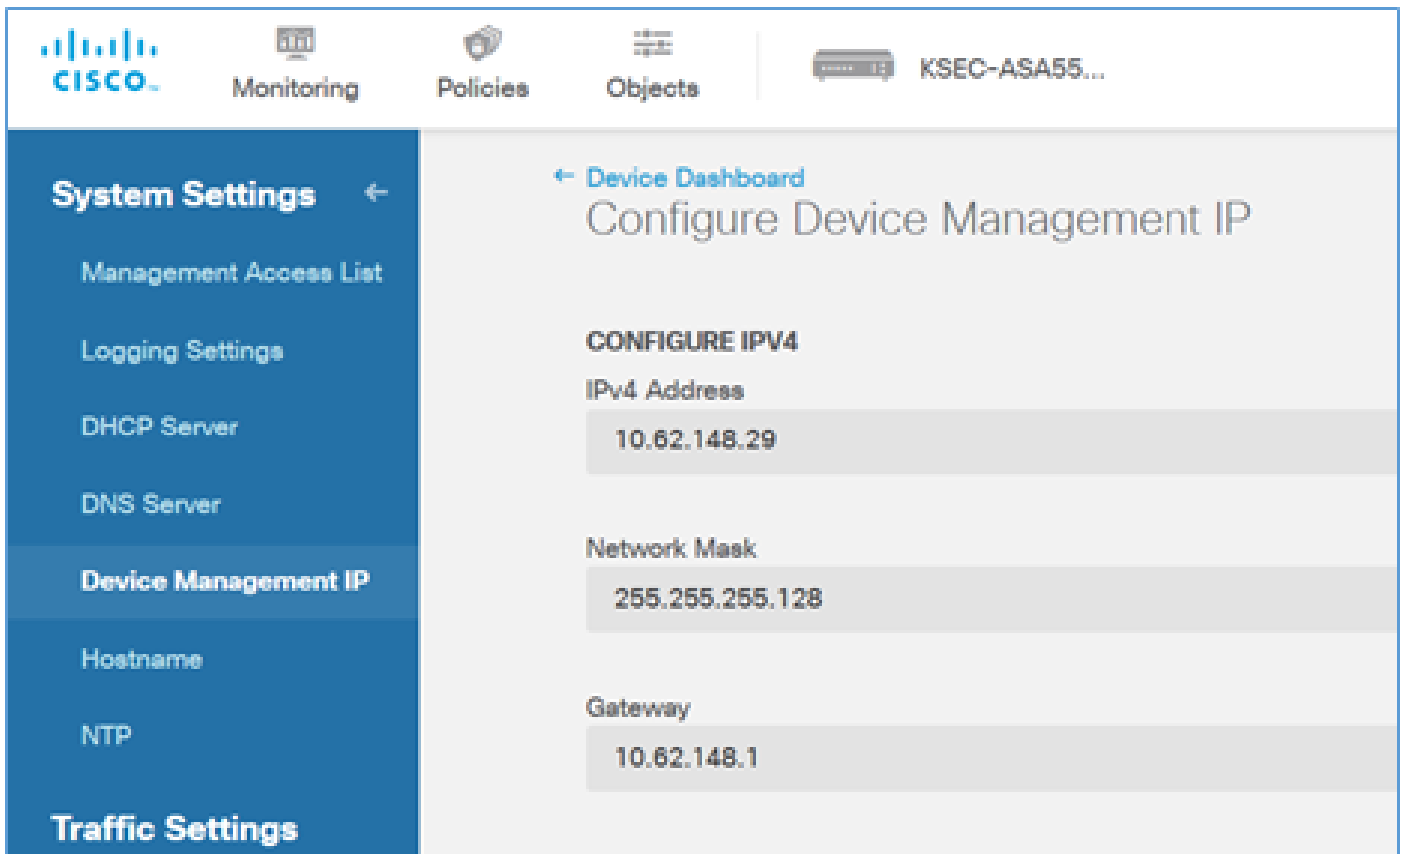 CISCO
Monitoring
Policies
Objects
KSEC-ASA55...
System Settings ←
Management Access List
Logging Settings
DHCP Server
DNS Server
Device Management IP
Hostname
NTP
Traffic Settings
← Device Dashboard
Configure Device Management IP
CONFIGURE IPV4
IPv4 Address
10.62.148.29
Network Mask
255.255.255.128
Gateway
10.62.148.1